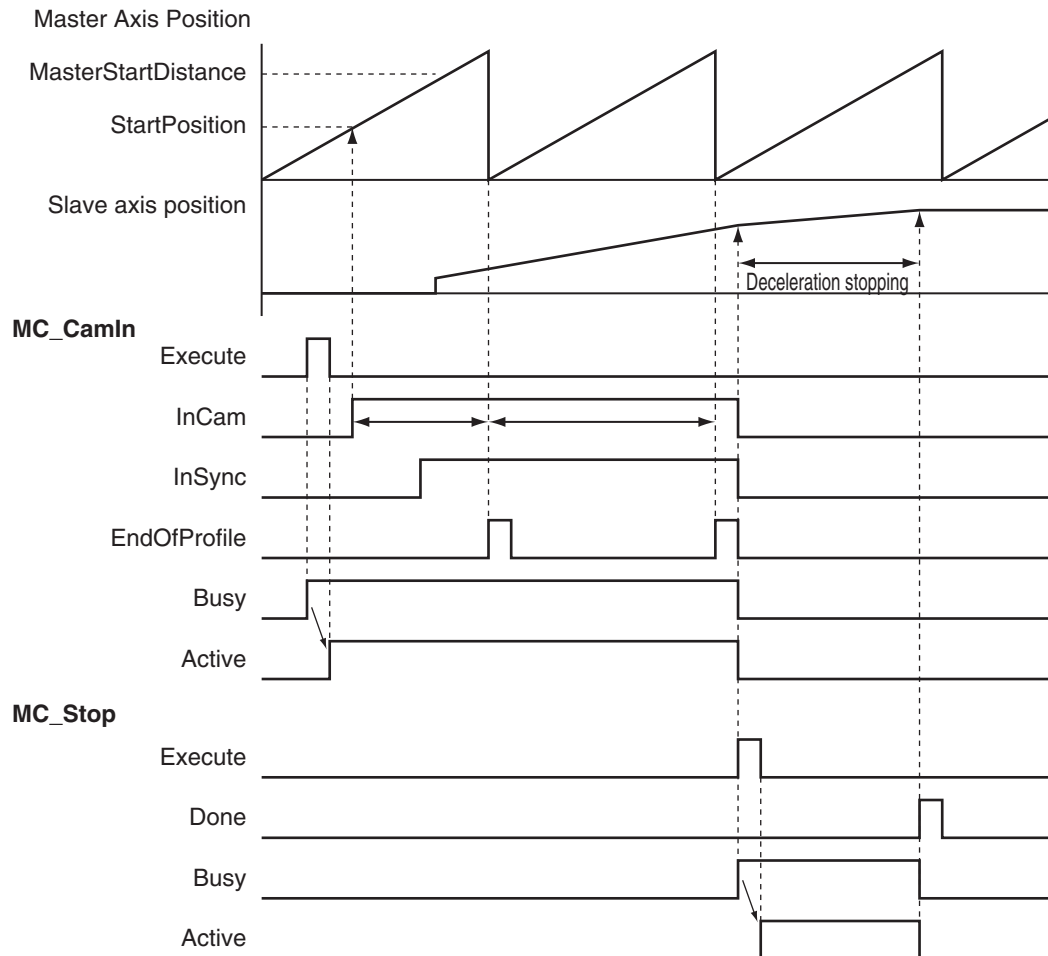 Master Axis Position
MasterStartDistance
StartPosition
Slave axis position
Deceleration stopping
MC_CamIn
Execute
InCam
InSync
EndOfProfile
Busy
Active
MC_Stop
Execute
Done
Busy
Active